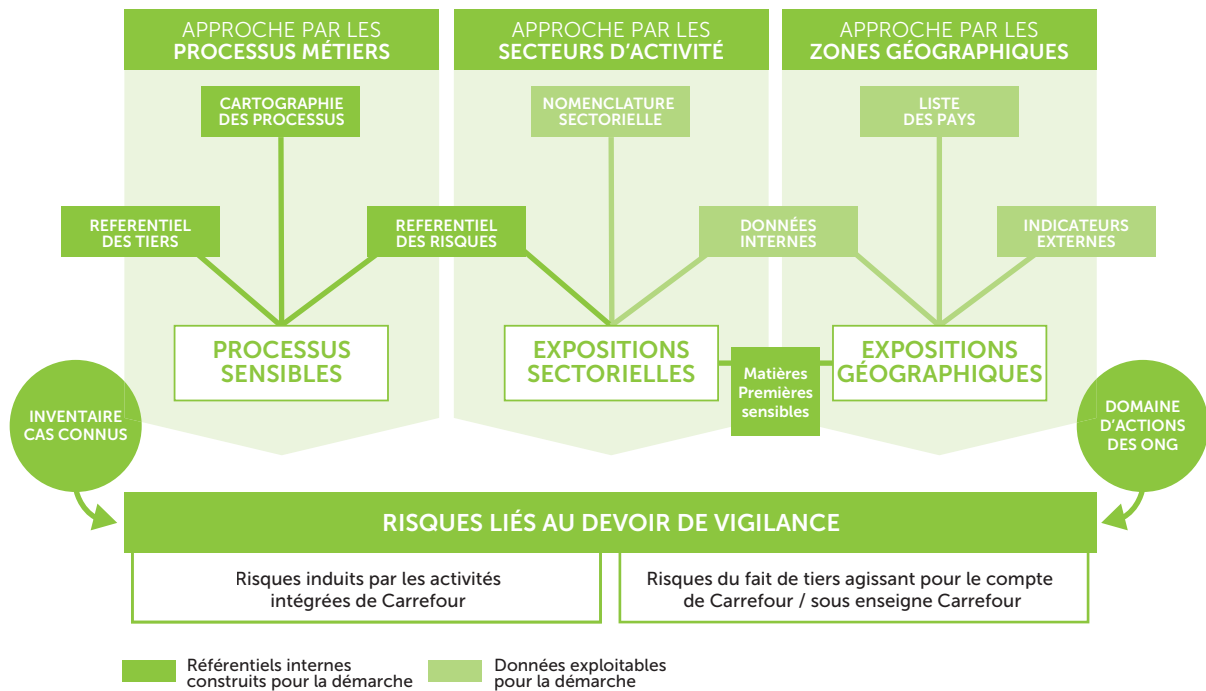 APPROCHE PAR LES
PROCESSUS MÉTIERS
APPROCHE PAR LES
SECTEURS D'ACTIVITÉ
APPROCHE PAR LES
ZONES GÉOGRAPHIQUES
CARTOGRAPHIE
DES PROCESSUS
NOMENCLATURE
SECTORIELLE
LISTE
DES PAYS
REFERENTIEL
DES TIERS
REFERENTIEL
DES RISQUES
DONNÉES
INTERNES
INDICATEURS
EXTERNES
PROCESSUS
SENSIBLES
EXPOSITIONS
SECTORIELLES
Matières
Premières
sensibles
EXPOSITIONS
GÉOGRAPHIQUES
INVENTAIRE
CAS CONNUS
DOMAINE
D'ACTIONS
DES ONG
RISQUES LIÉS AU DEVOIR DE VIGILANCE
Risques induits par les activités
intégrées de Carrefour
Risques du fait de tiers agissant pour le compte
de Carrefour / sous enseigne Carrefour
Référentiels internes
construits pour la démarche
Données exploitables
pour la démarche